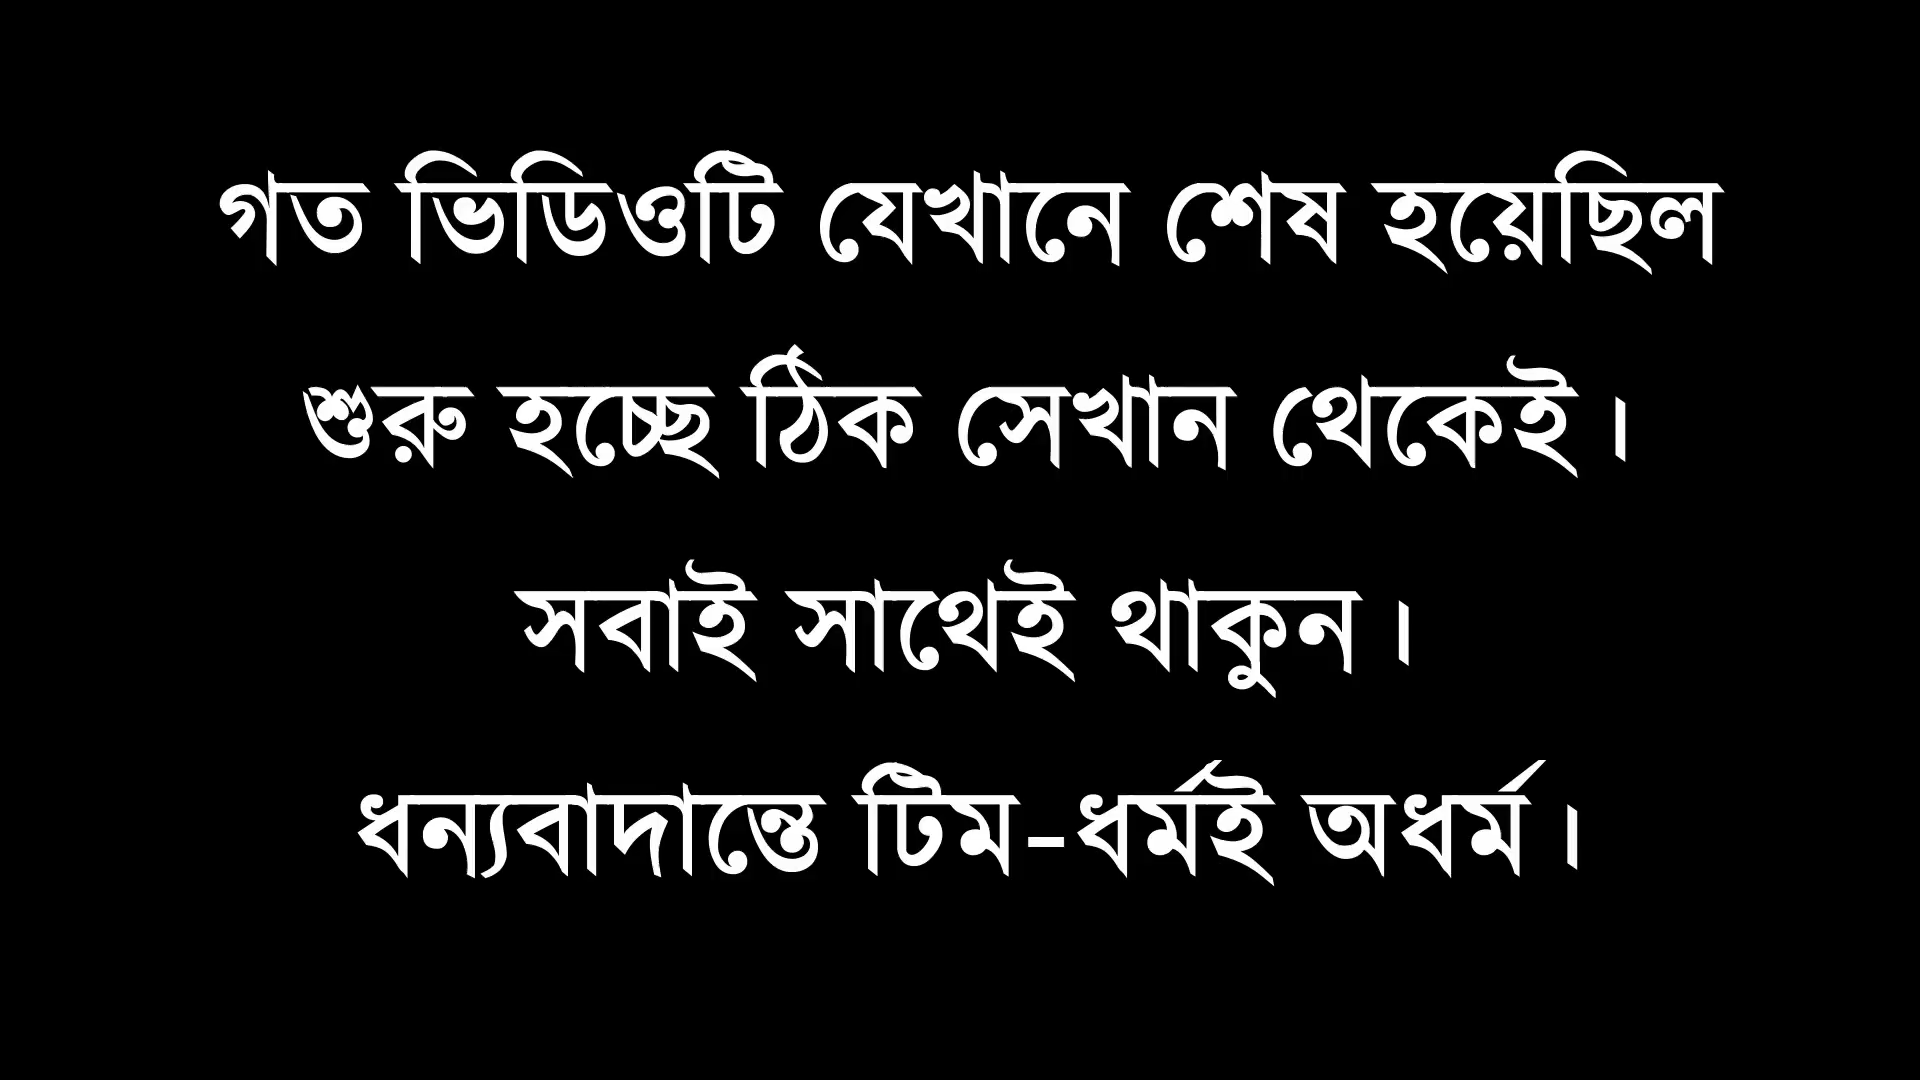 গত ভিডিওটি যেখানে শেষ হয়েছিল
শুরু হচ্ছে ঠিক সেখান থেকেই।
সবাই সাথেই থাকুন।
ধন্যবাদান্তে টিম-ধর্মই অধর্ম।